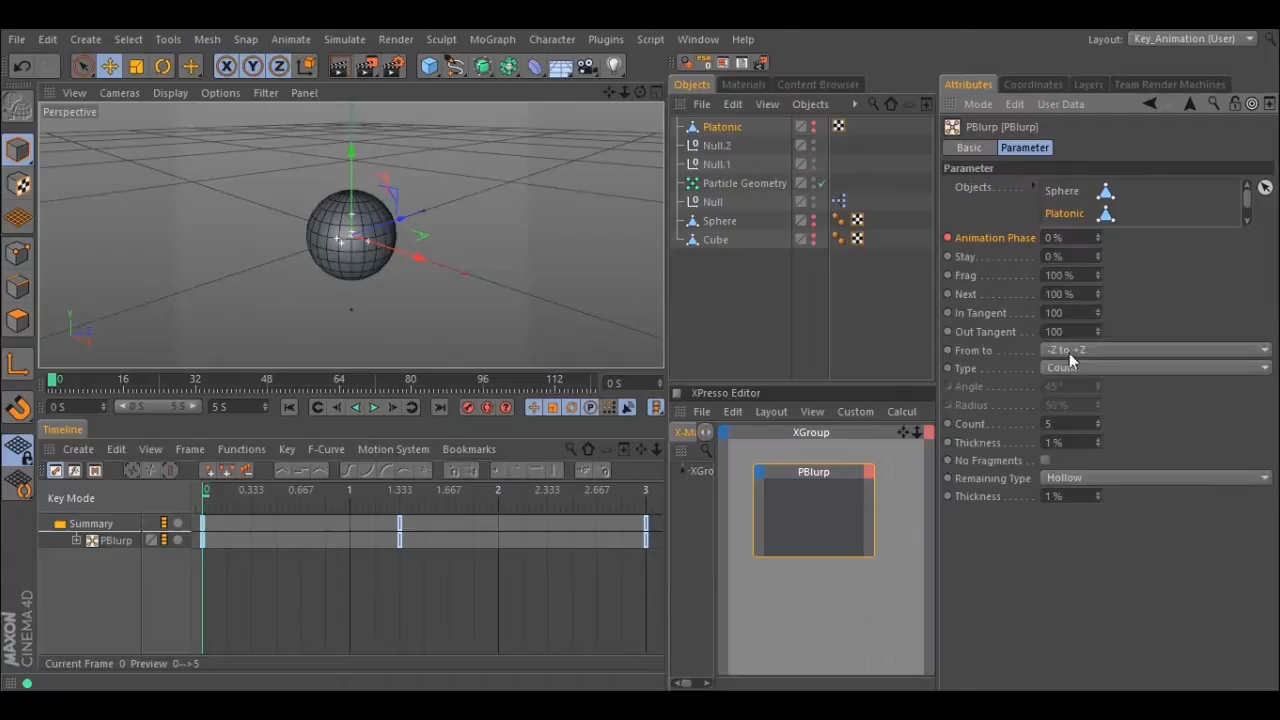 File Edit Create Select Tools Mesh Snap Animate Simulate Render Sculpt MoGraph Character Plugins Script Window Help
Layout: Key_Animation (User)
X Y Z
PSR
View Cameras Display Options Filter Panel
Perspective
Y
0 16 32 48 64 80 96 112 0 S
0 S 0 S 5 S 5 S
Timeline
Create Edit View Frame Functions Key F-Curve Motion System Bookmarks
Key Mode
0 0.333 0.667 1 1.333 1.667 2 2.333 2.667 3
Summary
PBlurp
Current Frame 0 Preview 0-->5
MAXON
CINEMA4D
Objects Materials Content Browser
File Edit View Objects
Platonic
Null.2
Null.1
Particle Geometry
Null
Sphere
Cube
XPresso Editor
File Edit Layout View Custom Calcul
X-Ma
XGroup
XGro
PBlurp
Attributes Coordinates Layers Team Render Machines
Mode Edit User Data
PBlurp [PBlurp]
Basic Parameter
Parameter
Objects
Sphere
Platonic
Animation Phase 0 %
Stay 0 %
Frag 100 %
Next 100 %
In Tangent 100
Out Tangent 100
From to -Z to +Z
Type Count
Angle 45°
Radius 50 %
Count 5
Thickness 1 %
No Fragments
Remaining Type Hollow
Thickness 1 %